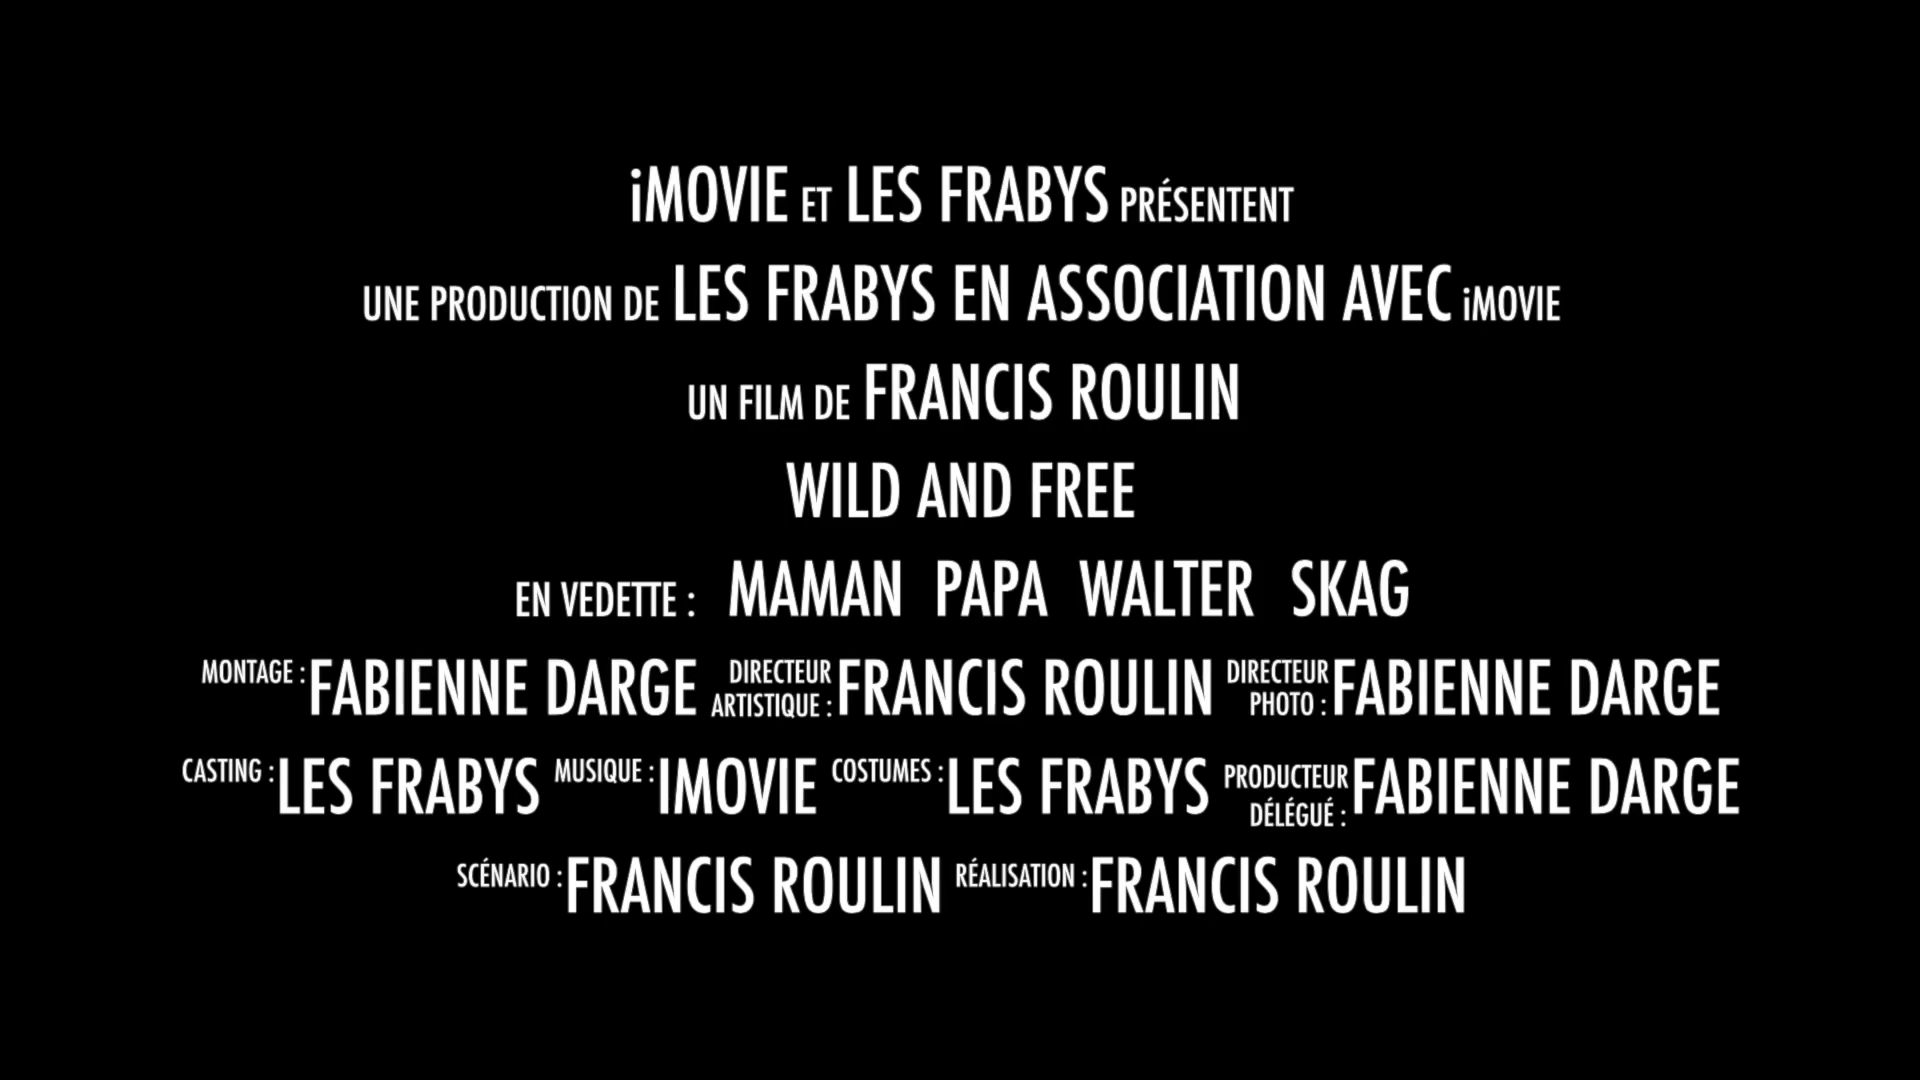 iMOVIE ET LES FRABYS PRÉSENTENT
UNE PRODUCTION DE LES FRABYS EN ASSOCIATION AVEC iMOVIE
UN FILM DE FRANCIS ROULIN
WILD AND FREE
EN VEDETTE : MAMAN PAPA WALTER SKAG
MONTAGE : FABIENNE DARGE DIRECTEUR ARTISTIQUE : FRANCIS ROULIN DIRECTEUR PHOTO : FABIENNE DARGE
CASTING : LES FRABYS MUSIQUE : IMOVIE COSTUMES : LES FRABYS PRODUCTEUR DÉLÉGUÉ : FABIENNE DARGE
SCÉNARIO : FRANCIS ROULIN RÉALISATION : FRANCIS ROULIN